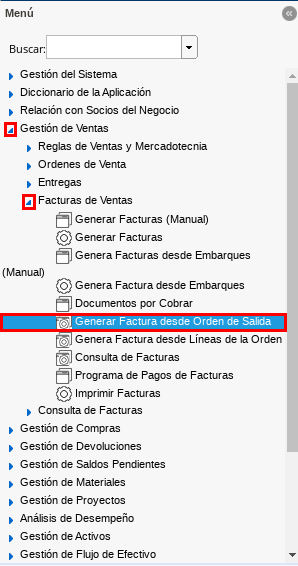 Menú
Buscar:
Gestión del Sistema
Diccionario de la Aplicación
Relación con Socios del Negocio
Gestión de Ventas
Reglas de Ventas y Mercadotecnia
Ordenes de Venta
Entregas
Facturas de Ventas
Generar Facturas (Manual)
Generar Facturas
Genera Facturas desde Embarques
(Manual)
Genera Factura desde Embarques
Documentos por Cobrar
Generar Factura desde Orden de Salida
Genera Factura desde Líneas de la Orden
Consulta de Facturas
Programa de Pagos de Facturas
Imprimir Facturas
Consulta de Facturas
Gestión de Compras
Gestión de Devoluciones
Gestión de Saldos Pendientes
Gestión de Materiales
Gestión de Proyectos
Análisis de Desempeño
Gestión de Activos
Gestión de Flujo de Efectivo